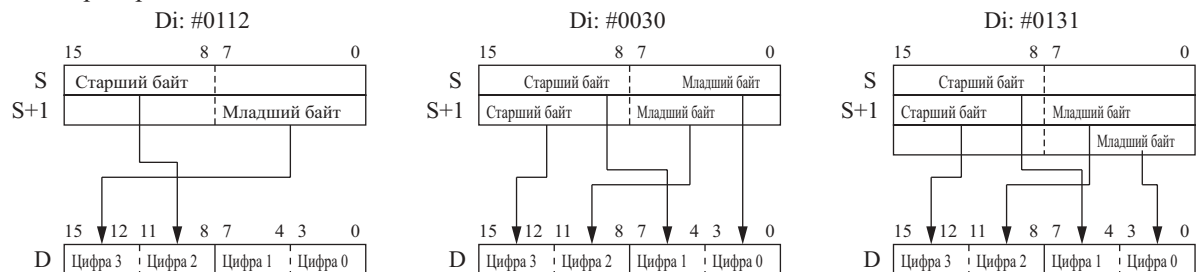 Di: #0112 Di: #0030 Di: #0131
15 8 7 0 15 8 7 0 15 8 7 0
S Старший байт S Старший байт Младший байт S Старший байт
S+1 Младший байт S+1 Старший байт Младший байт S+1 Старший байт Младший байт
Младший байт
15 12 11 8 7 4 3 0 15 12 11 8 7 4 3 0 15 12 11 8 7 4 3 0
D Цифра 3 Цифра 2 Цифра 1 Цифра 0 D Цифра 3 Цифра 2 Цифра 1 Цифра 0 D Цифра 3 Цифра 2 Цифра 1 Цифра 0